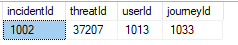 incidentId threatId userId journeyId
1002 37207 1013 1033